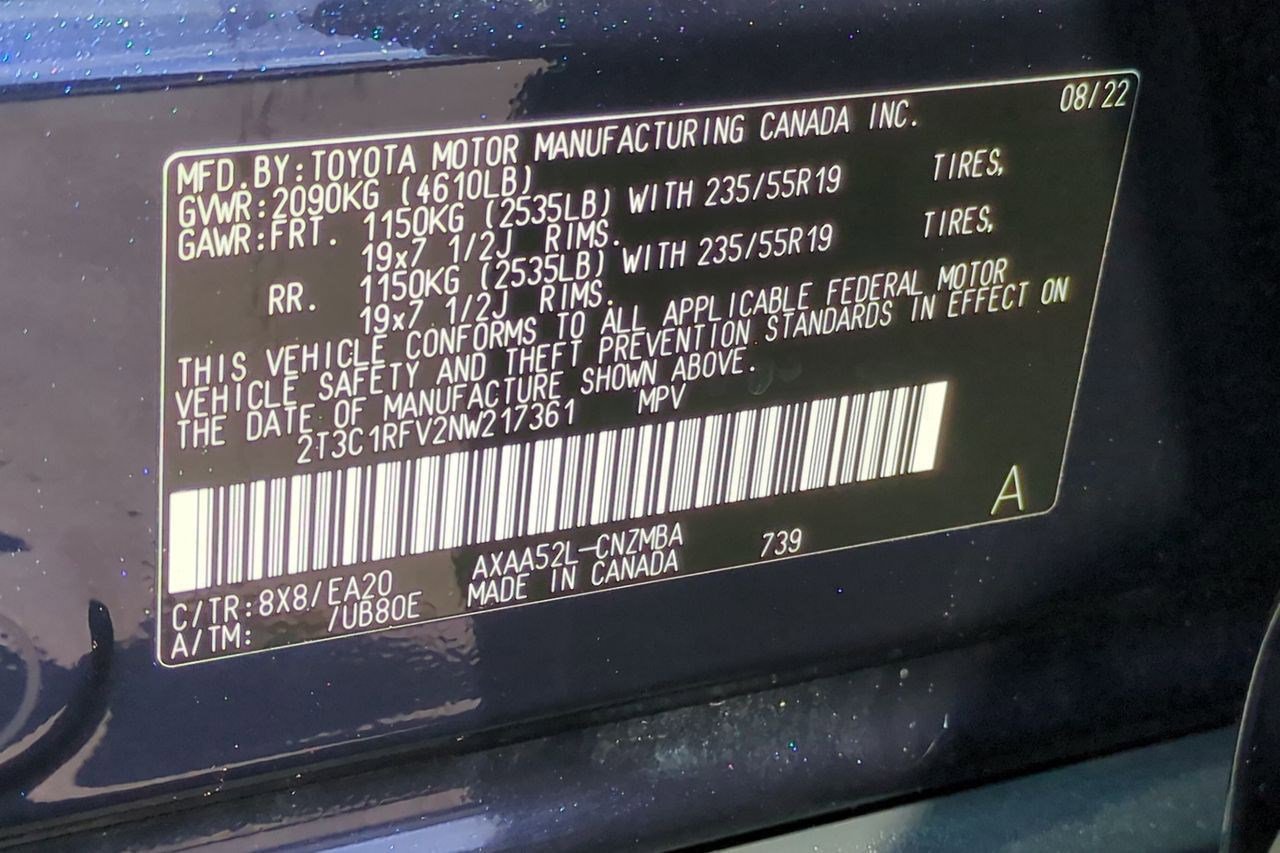 08/22
MFD.BY:TOYOTA MOTOR MANUFACTURING CANADA INC.
GVWR:2090KG (4610LB)
GAWR:FRT. 1150KG (2535LB) WITH 235/55R19 TIRES,
19x7 1/2J RIMS.
RR. 1150KG (2535LB) WITH 235/55R19 TIRES,
19x7 1/2J RIMS.
THIS VEHICLE CONFORMS TO ALL APPLICABLE FEDERAL MOTOR
VEHICLE SAFETY AND THEFT PREVENTION STANDARDS IN EFFECT ON
THE DATE OF MANUFACTURE SHOWN ABOVE.
2T3C1RFV2NW217361 MPV
A
C/TR:8X8/EA20 AXAA52L-CNZMBA 739
A/TM: /UB80E MADE IN CANADA